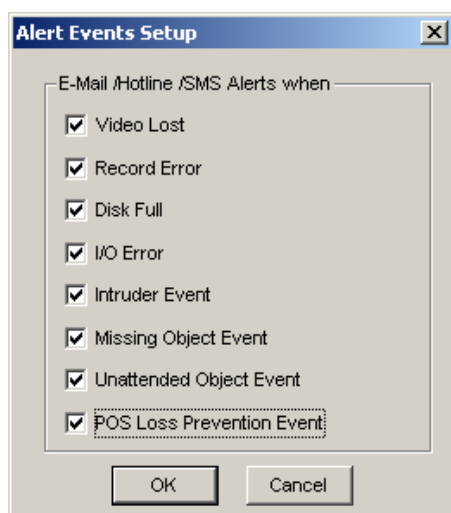 Alert Events Setup
E-Mail /Hotline /SMS Alerts when
Video Lost
Record Error
Disk Full
I/O Error
Intruder Event
Missing Object Event
Unattended Object Event
POS Loss Prevention Event
OK Cancel